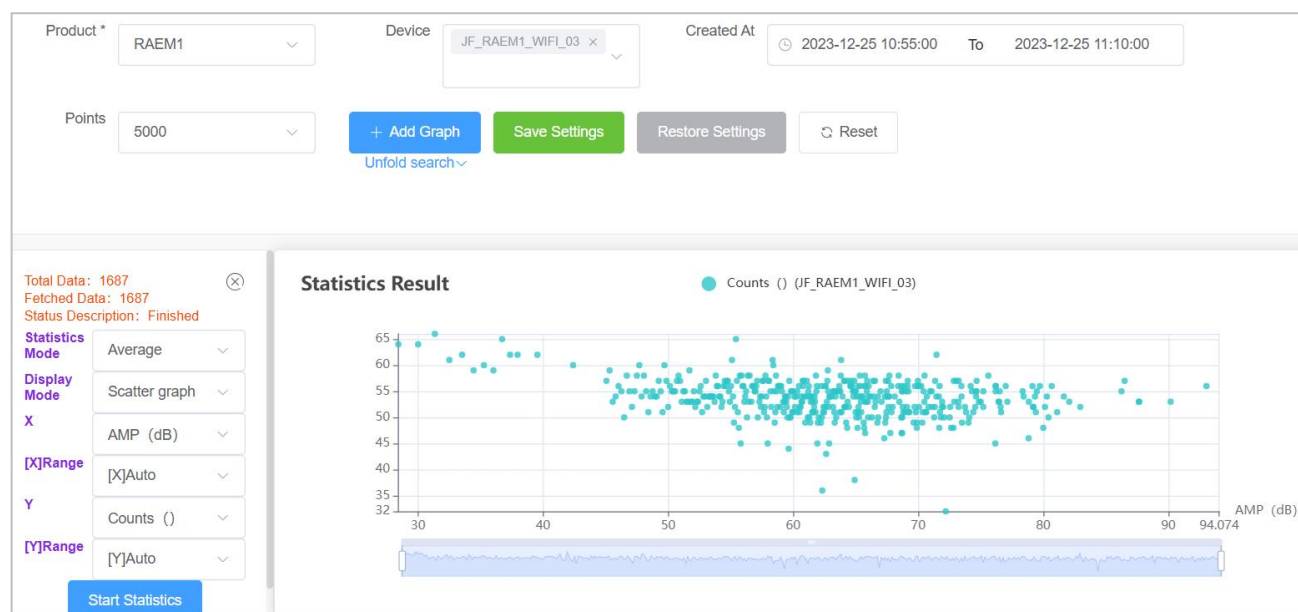 Product * RAEM1 Device JF_RAEM1_WIFI_03 × Created At 2023-12-25 10:55:00 To 2023-12-25 11:10:00
Points 5000 + Add Graph Save Settings Restore Settings Reset
Unfold search
Total Data: 1687
Fetched Data: 1687
Status Description: Finished
Statistics Mode Average
Display Mode Scatter graph
X AMP (dB)
[X]Range [X]Auto
Y Counts ()
[Y]Range [Y]Auto
Start Statistics
Statistics Result Counts () (JF_RAEM1_WIFI_03)
65
60
55
50
45
40
35
32
30 40 50 60 70 80 90 94.074 AMP (dB)